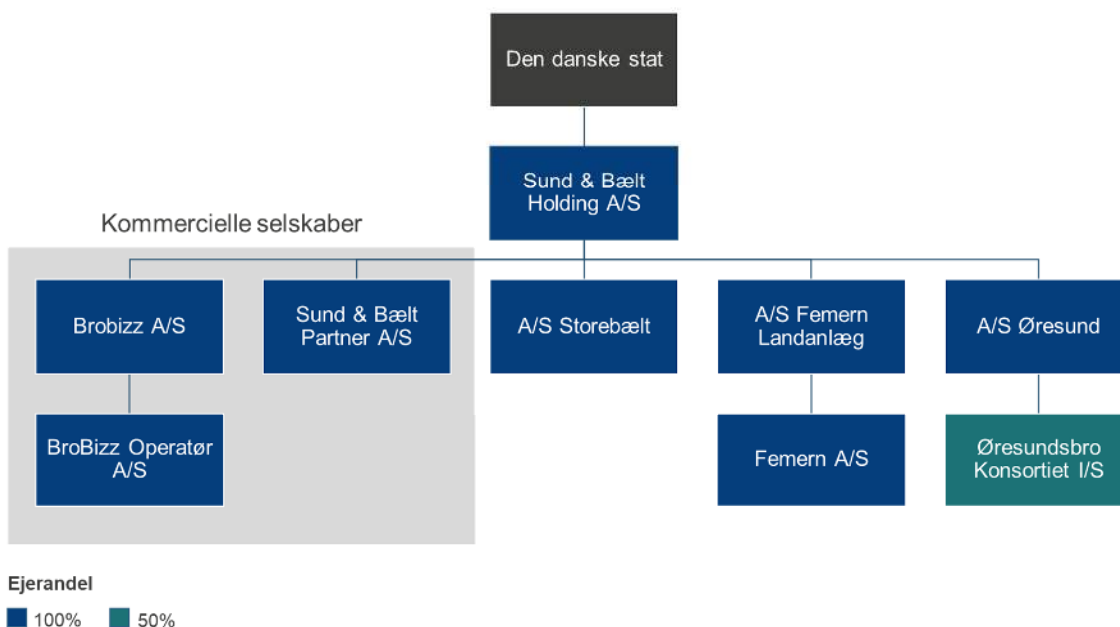 Den danske stat
Sund & Bælt
Holding A/S
Kommercielle selskaber
Brobizz A/S
Sund & Bælt
Partner A/S
A/S Storebælt
A/S Femern
Landanlæg
A/S Øresund
BroBizz Operatør
A/S
Femern A/S
Øresundsbro
Konsortiet I/S
Ejerandel
100%
50%